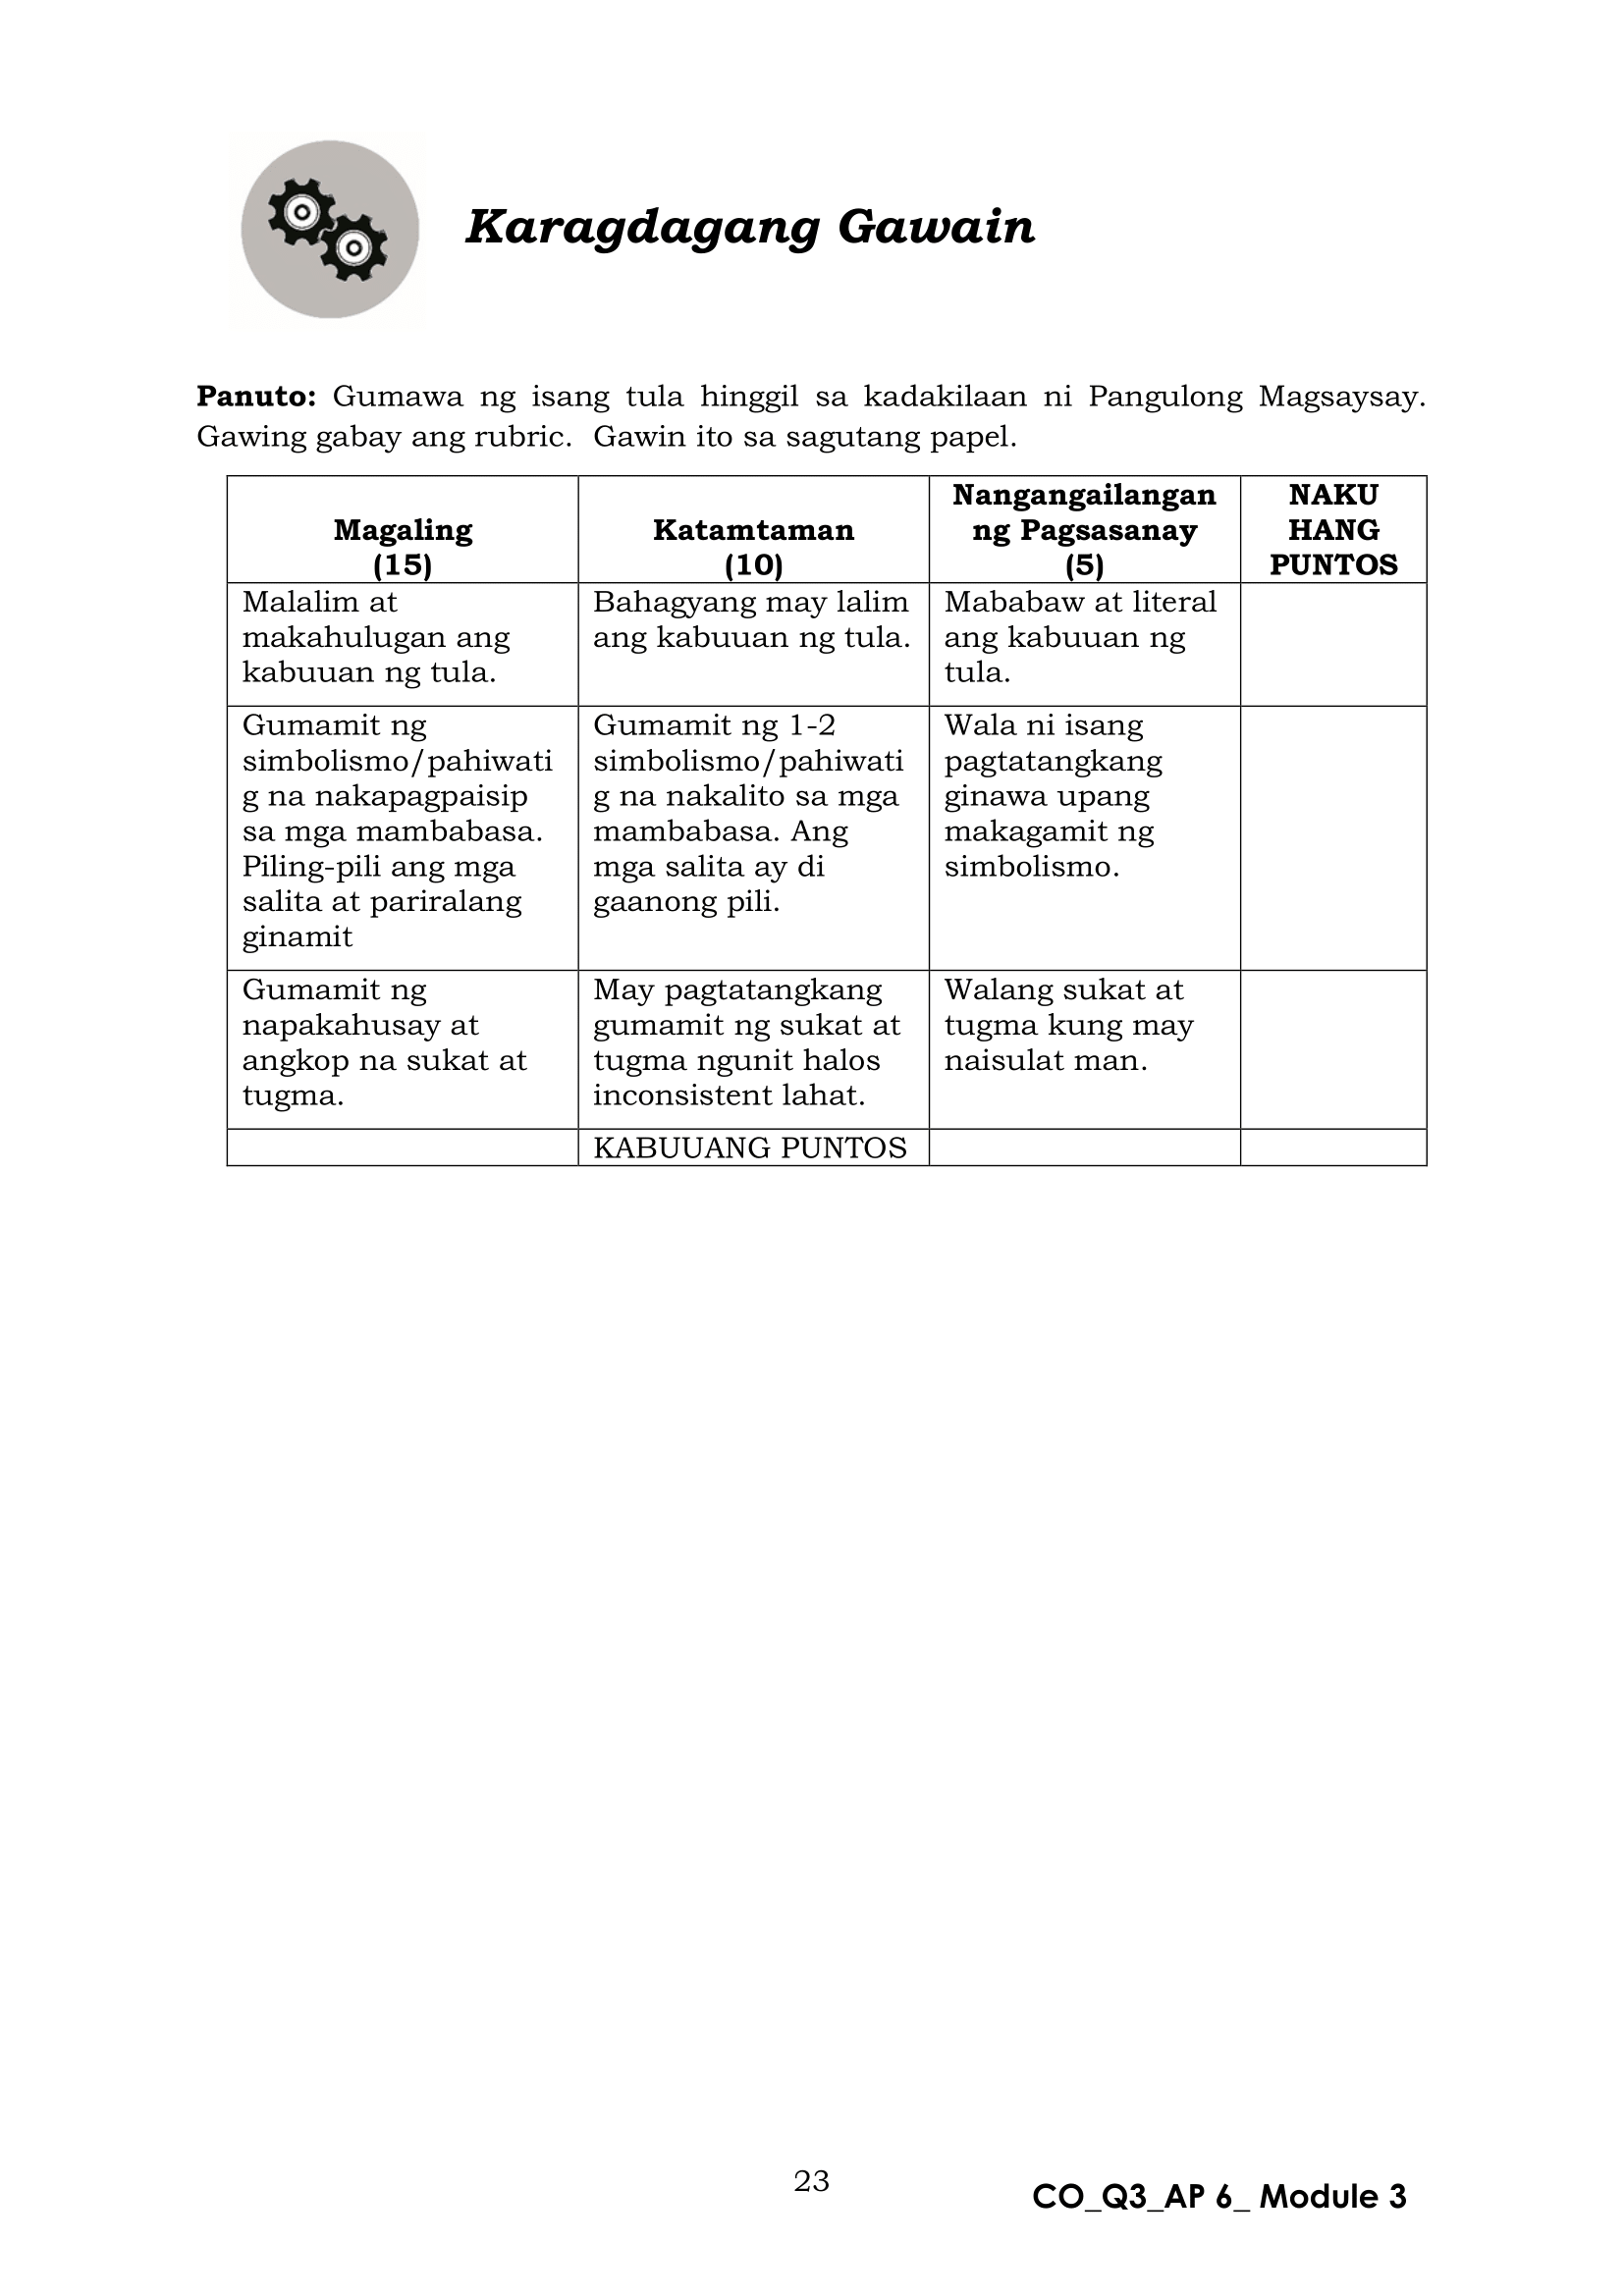 Karagdagang Gawain
Panuto: Gumawa ng isang tula hinggil sa kadakilaan ni Pangulong Magsaysay.
Gawing gabay ang rubric. Gawin ito sa sagutang papel.
Magaling
(15)
Katamtaman
(10)
Nangangailangan
ng Pagsasanay
(5)
NAKU
HANG
PUNTOS
Malalim at
makahulugan ang
kabuuan ng tula.
Bahagyang may lalim
ang kabuuan ng tula.
Mababaw at literal
ang kabuuan ng
tula.
Gumamit ng
simbolismo/pahiwati
g na nakapagpaisip
sa mga mambabasa.
Piling-pili ang mga
salita at pariralang
ginamit
Gumamit ng 1-2
simbolismo/pahiwati
g na nakalito sa mga
mambabasa. Ang
mga salita ay di
gaanong pili.
Wala ni isang
pagtatangkang
ginawa upang
makagamit ng
simbolismo.
Gumamit ng
napakahusay at
angkop na sukat at
tugma.
May pagtatangkang
gumamit ng sukat at
tugma ngunit halos
inconsistent lahat.
Walang sukat at
tugma kung may
naisulat man.
KABUUANG PUNTOS
23
CO_Q3_AP 6_ Module 3